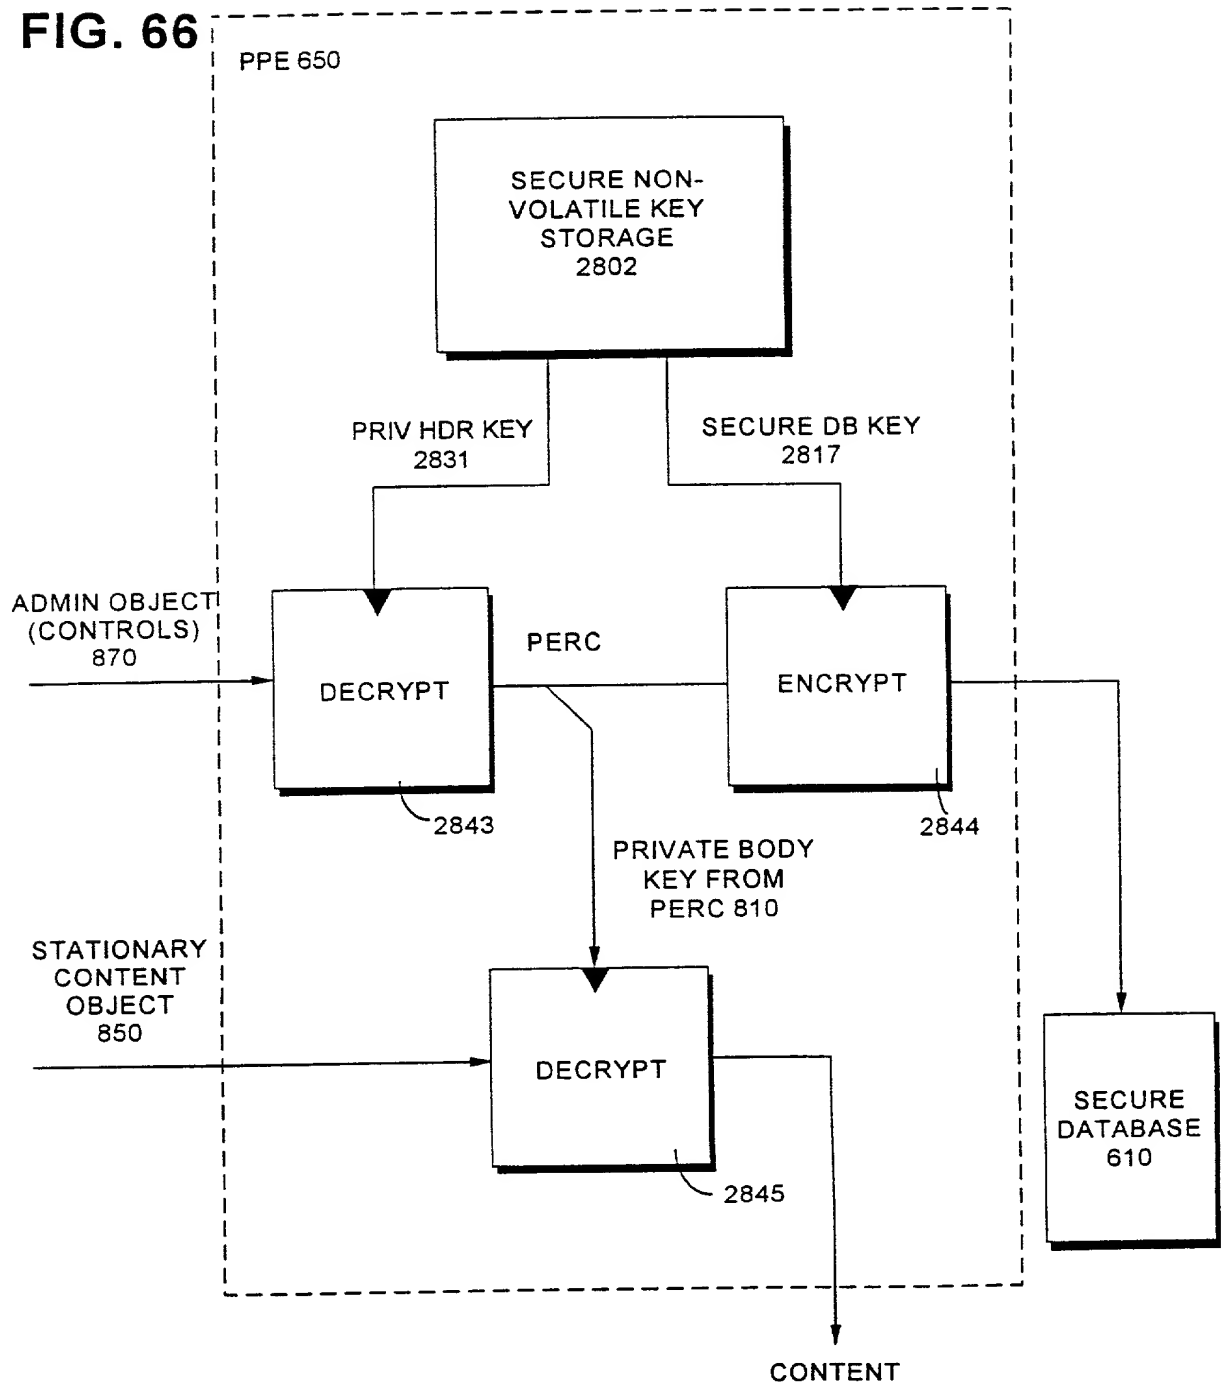 FIG. 66
PPE 650
SECURE NON-
VOLATILE KEY
STORAGE
2802
PRIV HDR KEY
2831
SECURE DB KEY
2817
ADMIN OBJECT
(CONTROLS)
870
DECRYPT
PERC
ENCRYPT
2843
2844
PRIVATE BODY
KEY FROM
PERC 810
STATIONARY
CONTENT
OBJECT
850
DECRYPT
2845
SECURE
DATABASE
610
CONTENT